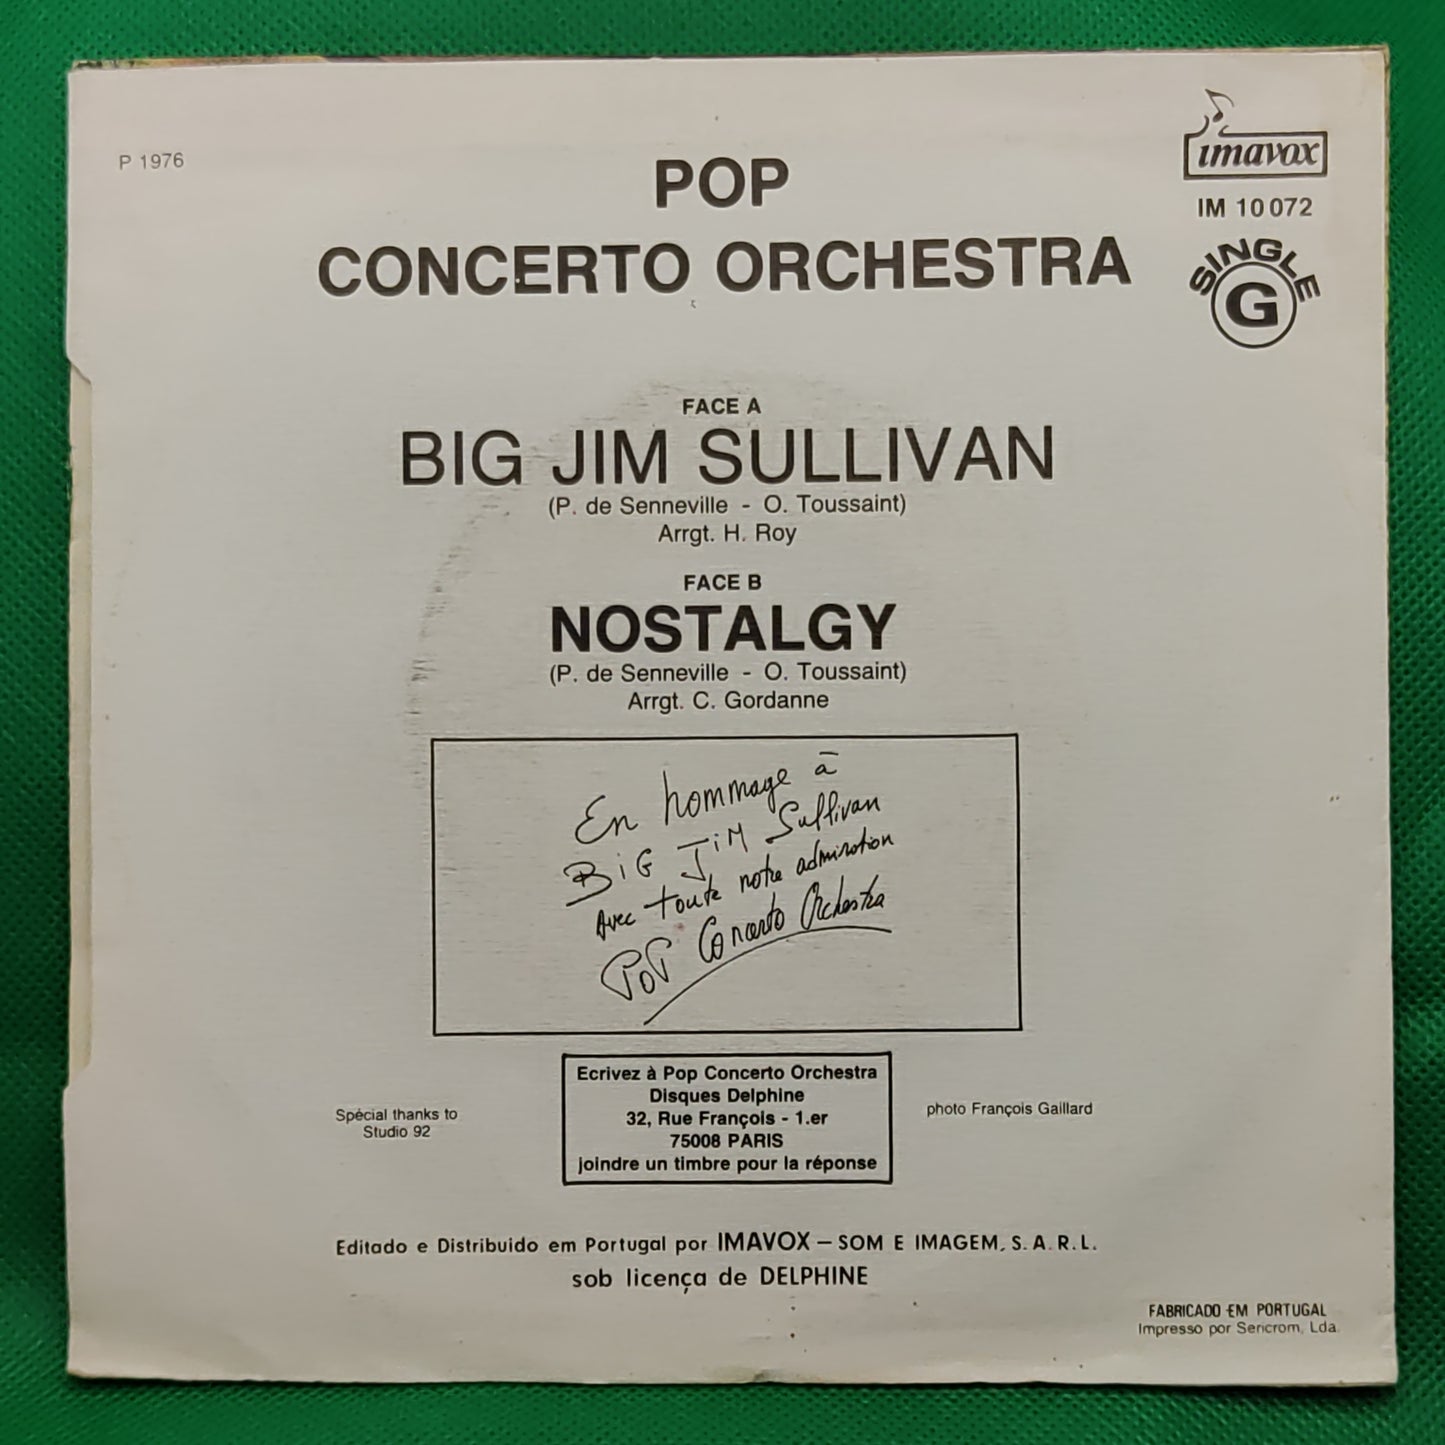 P 1976
imavox
IM 10 072
SINGLE
G
POP
CONCERTO ORCHESTRA
FACE A
BIG JIM SULLIVAN
(P. de Senneville - O. Toussaint)
Arrgt. H. Roy
FACE B
NOSTALGY
(P. de Senneville - O. Toussaint)
Arrgt. C. Gordanne
En hommage à
BiG JiM Sullivan
Avec toute notre admiration
PoP Concerto Orchestra
Ecrivez à Pop Concerto Orchestra
Disques Delphine
32, Rue François - 1.er
75008 PARIS
joindre un timbre pour la réponse
Spécial thanks to
Studio 92
photo François Gaillard
Editado e Distribuido em Portugal por IMAVOX – SOM E IMAGEM, S. A. R. L.
sob licença de DELPHINE
FABRICADO EM PORTUGAL
Impresso por Sericrom, Lda.